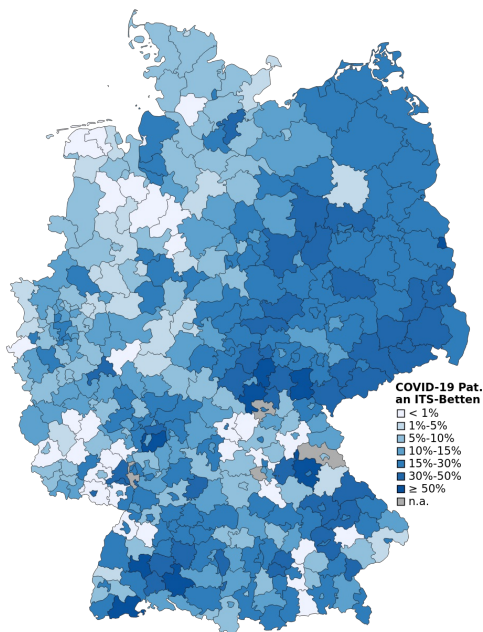 COVID-19 Pat.
an ITS-Betten
< 1%
1%-5%
5%-10%
10%-15%
15%-30%
30%-50%
≥ 50%
n.a.